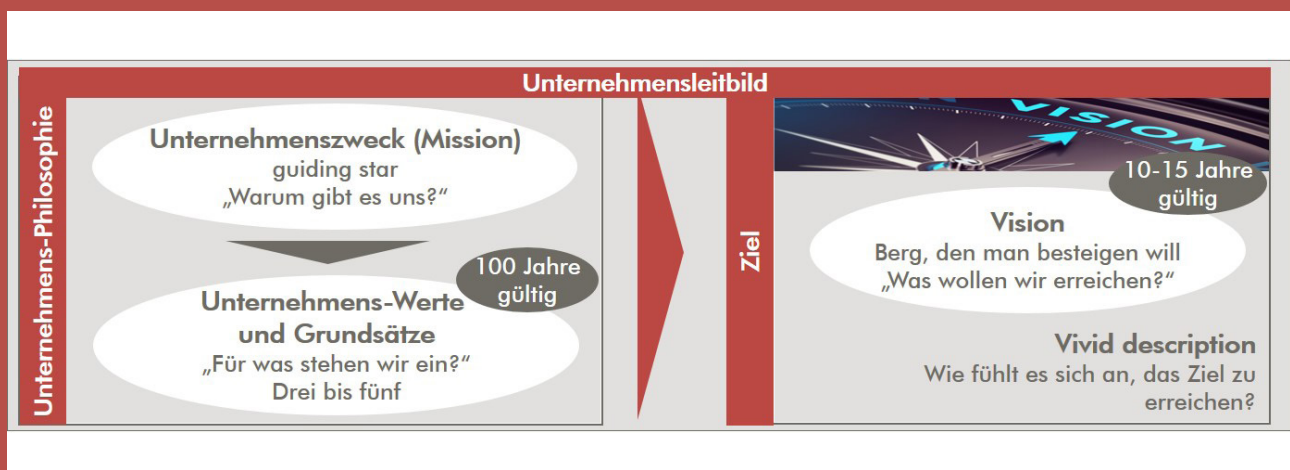 Unternehmensleitbild
Unternehmens-Philosophie
Unternehmenszweck (Mission)
guiding star
„Warum gibt es uns?“
100 Jahre
gültig
Unternehmens-Werte
und Grundsätze
„Für was stehen wir ein?“
Drei bis fünf
Ziel
VISION
10-15 Jahre
gültig
Vision
Berg, den man besteigen will
„Was wollen wir erreichen?“
Vivid description
Wie fühlt es sich an, das Ziel zu
erreichen?